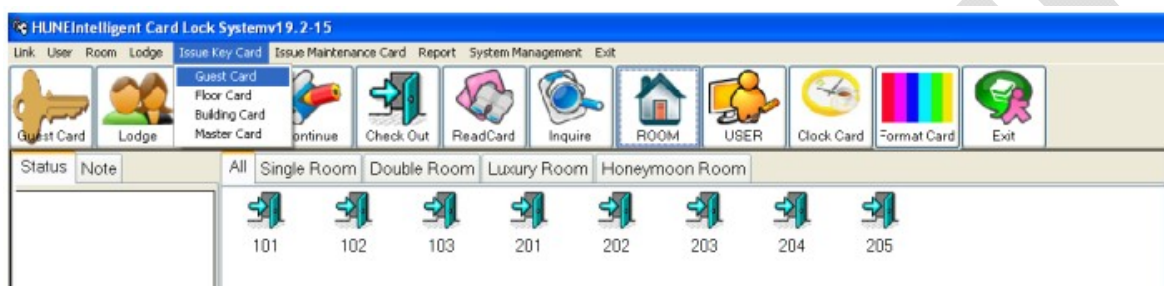 HUNEIntelligent Card Lock Systemv19.2-15
Link User Room Lodge Issue Key Card Issue Maintenance Card Report System Management Exit
Guest Card
Floor Card
Building Card
Master Card
Guest Card Lodge ontinue Check Out ReadCard Inquire ROOM USER Clock Card Format Card Exit
Status Note All Single Room Double Room Luxury Room Honeymoon Room
101 102 103 201 202 203 204 205